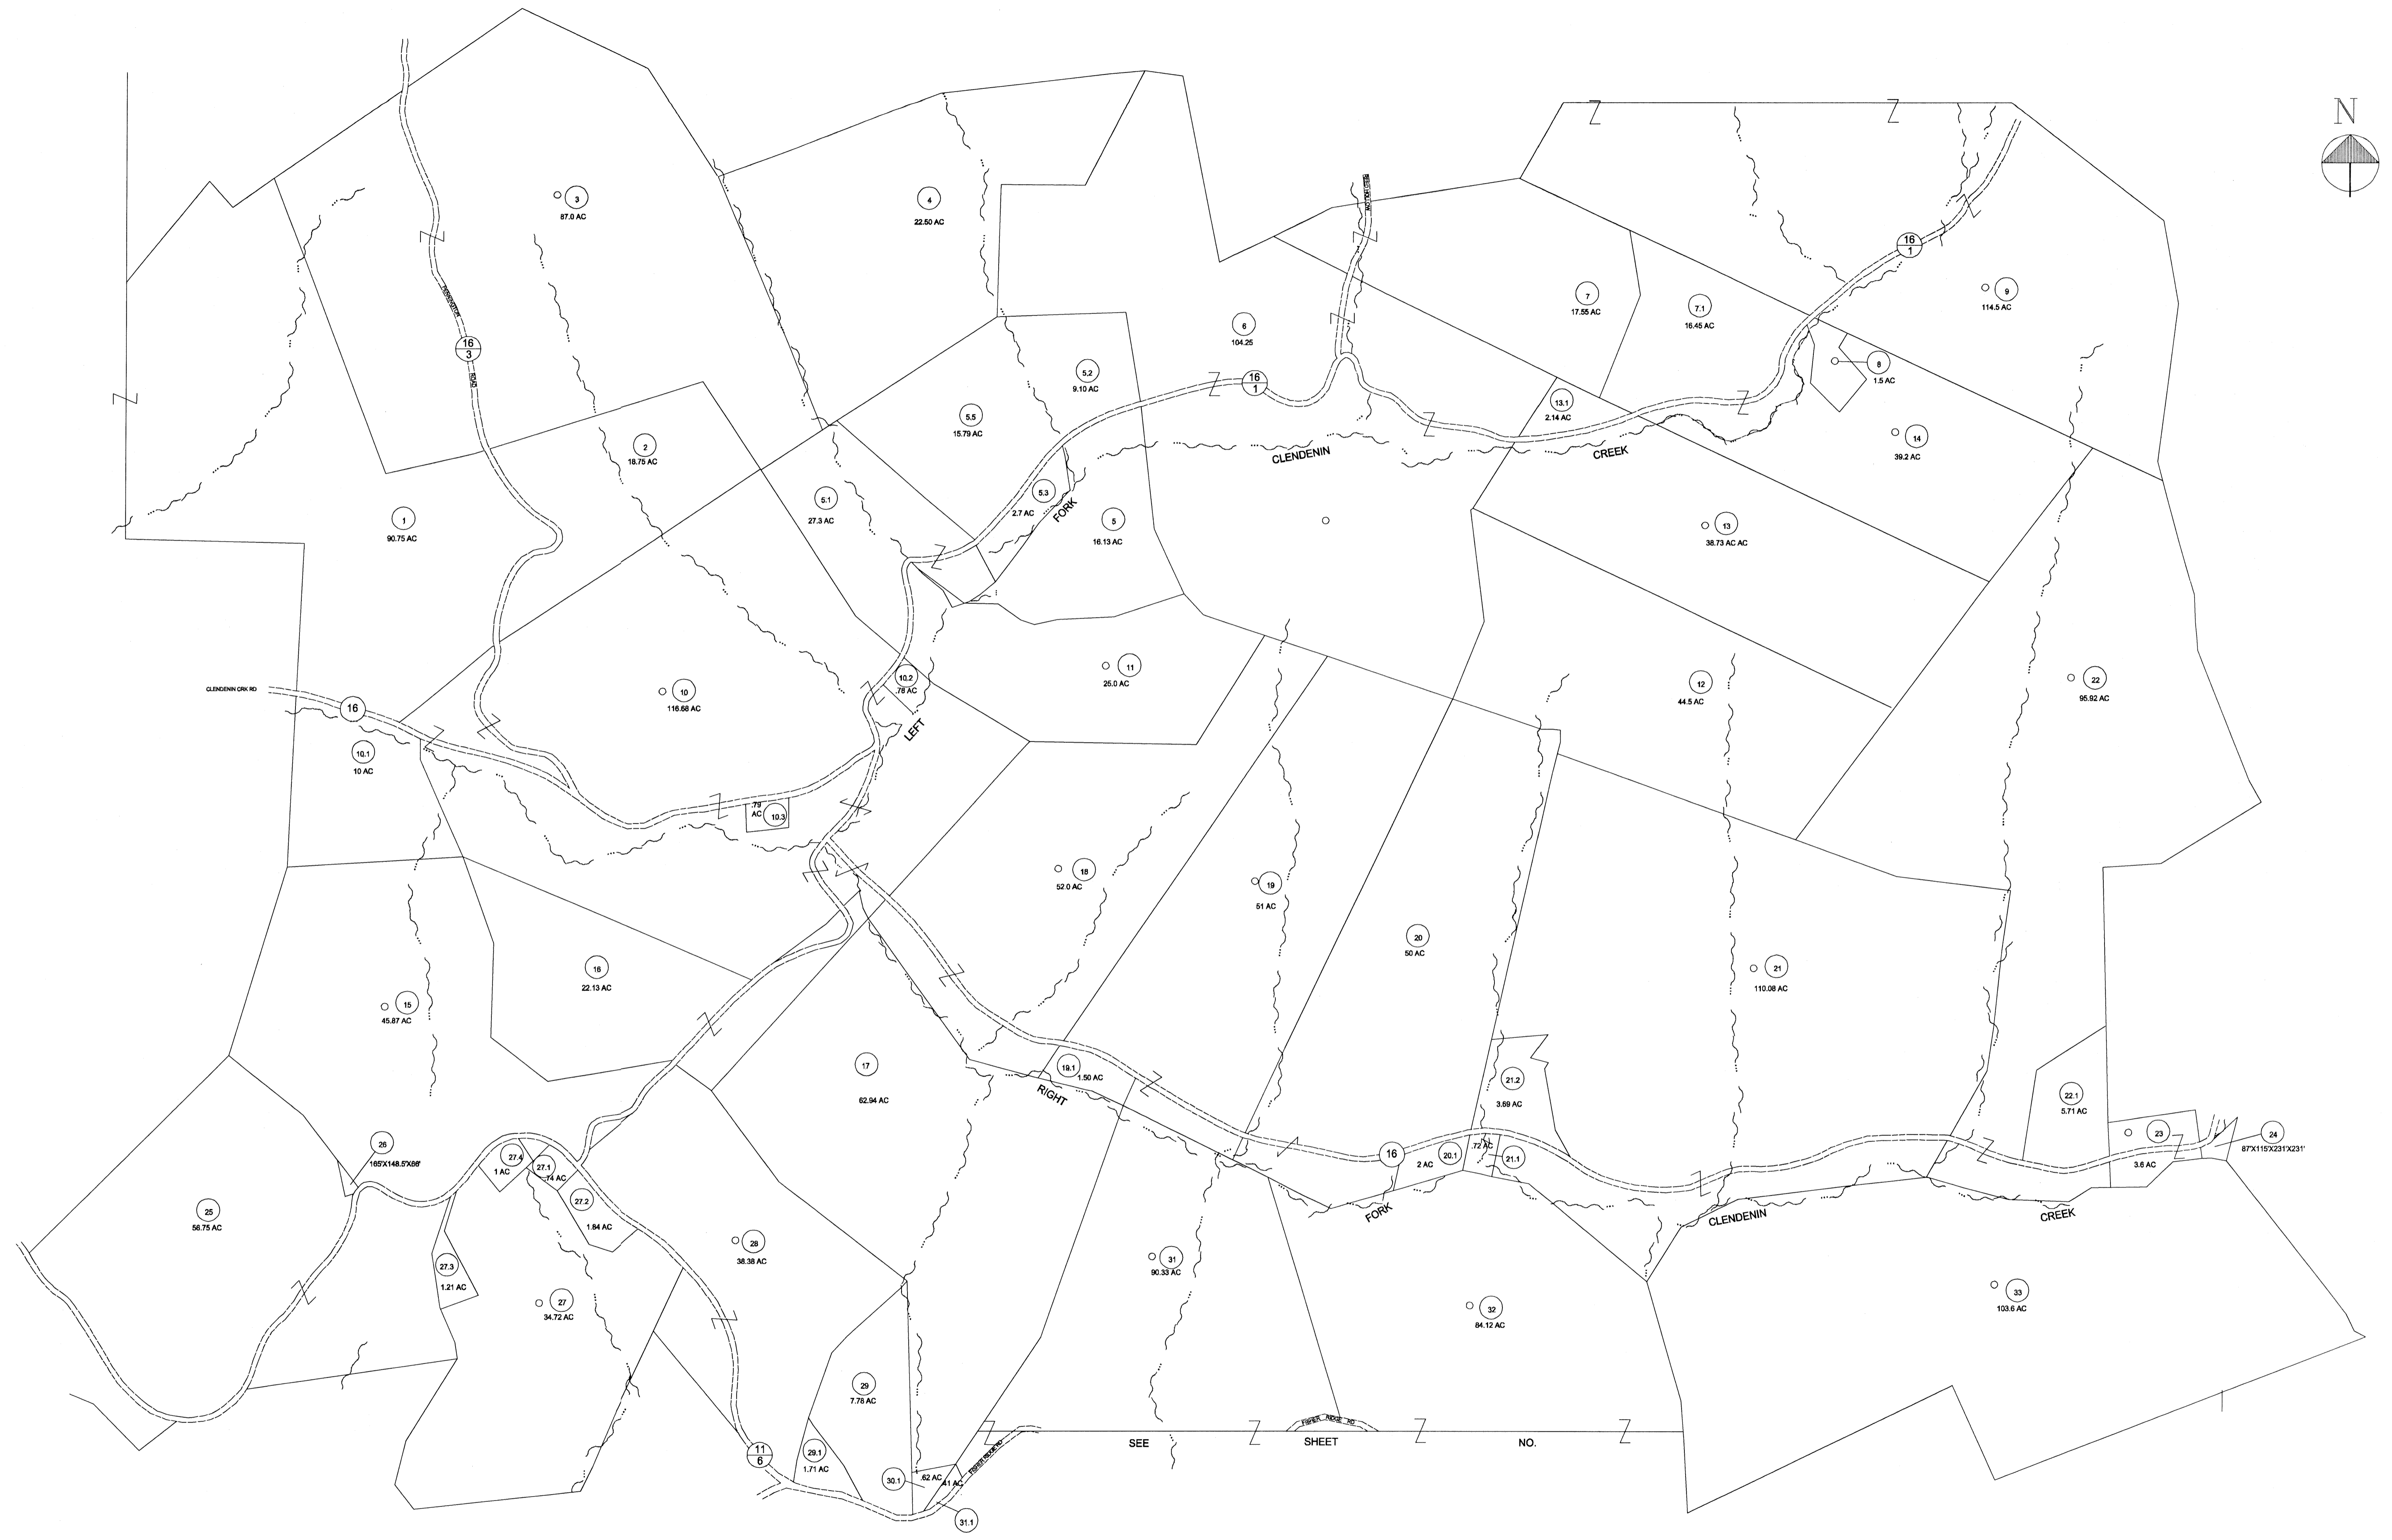 N
3
87.0 AC
4
22.50 AC
HOLLOW ROAD
16
1
9
114.5 AC
7
17.55 AC
7.1
16.45 AC
PENNINGTON
16
3
ROAD
6
104.25
8
1.5 AC
5.2
9.10 AC
16
1
13.1
2.14 AC
5.5
15.79 AC
14
39.2 AC
2
18.75 AC
CLENDENIN
CREEK
5.1
27.3 AC
5.3
2.7 AC
FORK
1
90.75 AC
5
16.13 AC
13
38.73 AC AC
11
25.0 AC
10.2
.78 AC
10
116.68 AC
12
44.5 AC
22
95.92 AC
CLENDENIN CRK RD
16
LEFT
10.1
10 AC
.79
AC
10.3
18
52.0 AC
19
51 AC
20
50 AC
16
22.13 AC
21
110.08 AC
15
45.87 AC
17
62.94 AC
19.1
1.50 AC
RIGHT
21.2
3.69 AC
22.1
5.71 AC
26
165'X148.5'X66'
27.4
1 AC
27.1
.74 AC
16
20.1
2 AC
.72 AC
21.1
23
3.6 AC
24
87'X115'X231'X231'
27.2
1.84 AC
25
56.75 AC
FORK
CLENDENIN
CREEK
28
38.38 AC
27.3
1.21 AC
31
90.33 AC
27
34.72 AC
32
84.12 AC
33
103.6 AC
29
7.78 AC
FISHER RIDGE RD
SEE
SHEET
NO.
11
6
29.1
1.71 AC
FISHER RIDGE RD
30.1
.62 AC
.41 AC
31.1